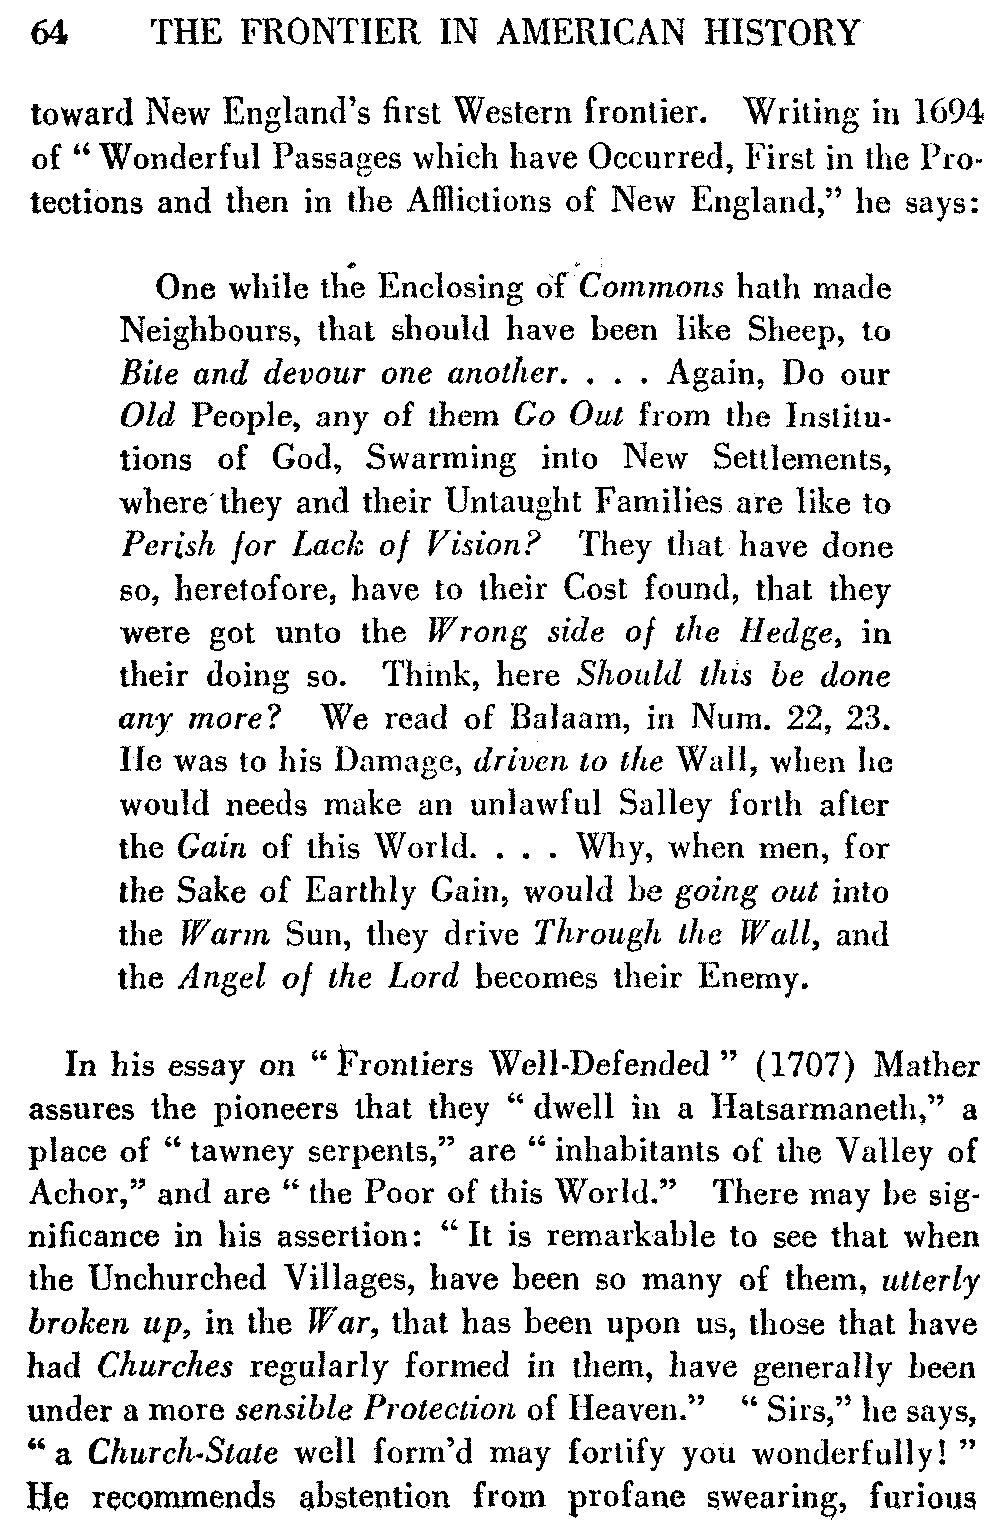 64 THE FRONTIER IN AMERICAN HISTORY
toward New England's first Western frontier. Writing in 1694
of " Wonderful Passages which have Occurred, First in the Pro-
tections and then in the Afflictions of New England," he says:
One while the Enclosing of Commons hath made
Neighbours, that should have been like Sheep, to
Bite and devour one another. . . . Again, Do our
Old People, any of them Go Out from the Institu-
tions of God, Swarming into New Settlements,
where they and their Untaught Families are like to
Perish for Lack of Vision? They that have done
so, heretofore, have to their Cost found, that they
were got unto the Wrong side of the Hedge, in
their doing so. Think, here Should this be done
any more? We read of Balaam, in Num. 22, 23.
He was to his Damage, driven to the Wall, when he
would needs make an unlawful Salley forth after
the Gain of this World. . . . Why, when men, for
the Sake of Earthly Gain, would be going out into
the Warm Sun, they drive Through the Wall, and
the Angel of the Lord becomes their Enemy.
In his essay on " Frontiers Well-Defended " (1707) Mather
assures the pioneers that they " dwell in a Hatsarmaneth," a
place of " tawney serpents," are " inhabitants of the Valley of
Achor," and are " the Poor of this World." There may be sig-
nificance in his assertion: " It is remarkable to see that when
the Unchurched Villages, have been so many of them, utterly
broken up, in the War, that has been upon us, those that have
had Churches regularly formed in them, have generally been
under a more sensible Protection of Heaven." " Sirs," he says,
" a Church-State well form'd may fortify you wonderfully! "
He recommends abstention from profane swearing, furious